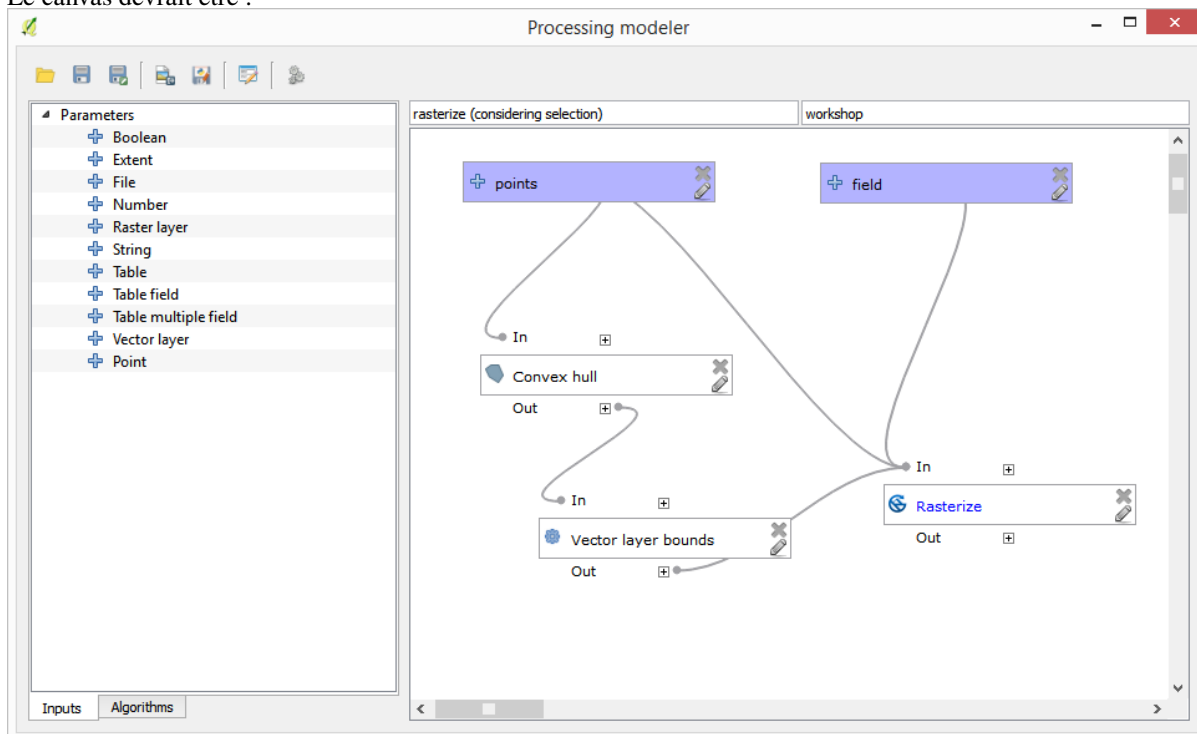 Le canvas devrait être :
Processing modeler
Parameters
Boolean
Extent
File
Number
Raster layer
String
Table
Table field
Table multiple field
Vector layer
Point
Inputs
Algorithms
rasterize (considering selection)
workshop
points
field
In
Convex hull
Out
In
Vector layer bounds
Out
In
Rasterize
Out